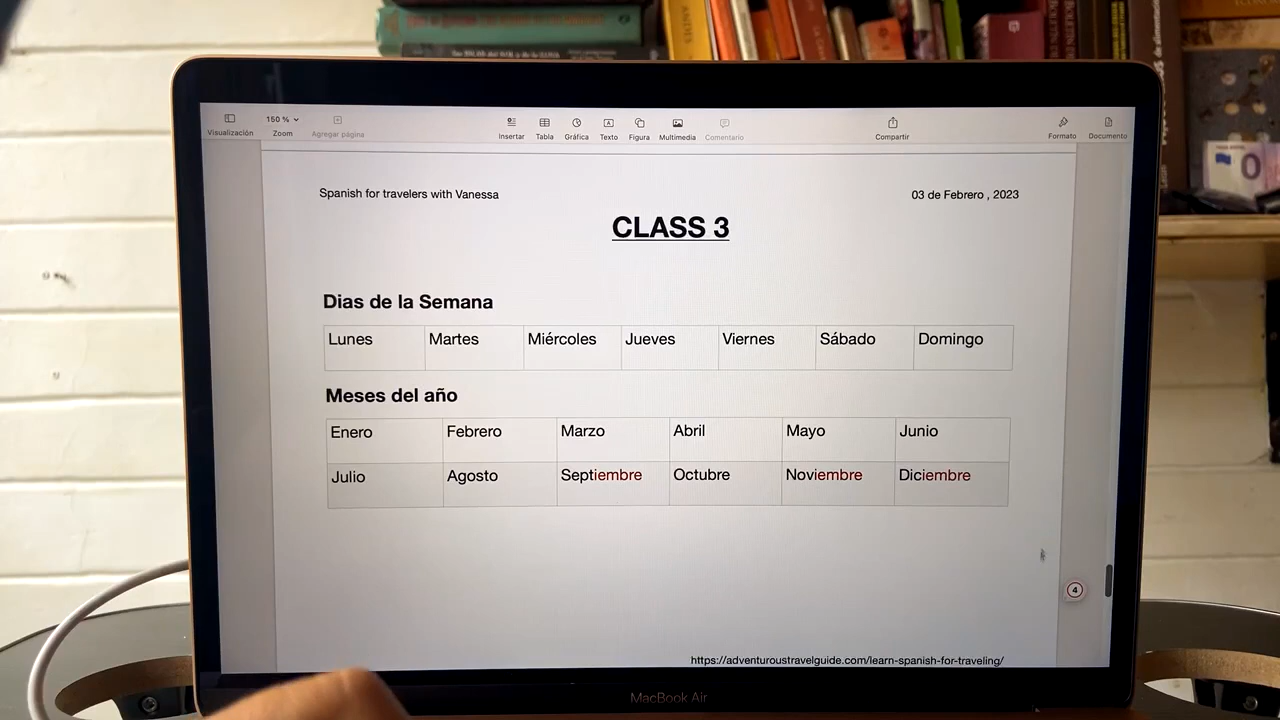 ANDES
150 %
Visualización Zoom Agregar página Insertar Tabla Gráfica Texto Figura Multimedia Comentario Compartir Formato Documento
Spanish for travelers with Vanessa 03 de Febrero , 2023
CLASS 3
Dias de la Semana
Lunes Martes Miércoles Jueves Viernes Sábado Domingo
Meses del año
Enero Febrero Marzo Abril Mayo Junio
Julio Agosto Septiembre Octubre Noviembre Diciembre
4
https://adventuroustravelguide.com/learn-spanish-for-traveling/
MacBook Air